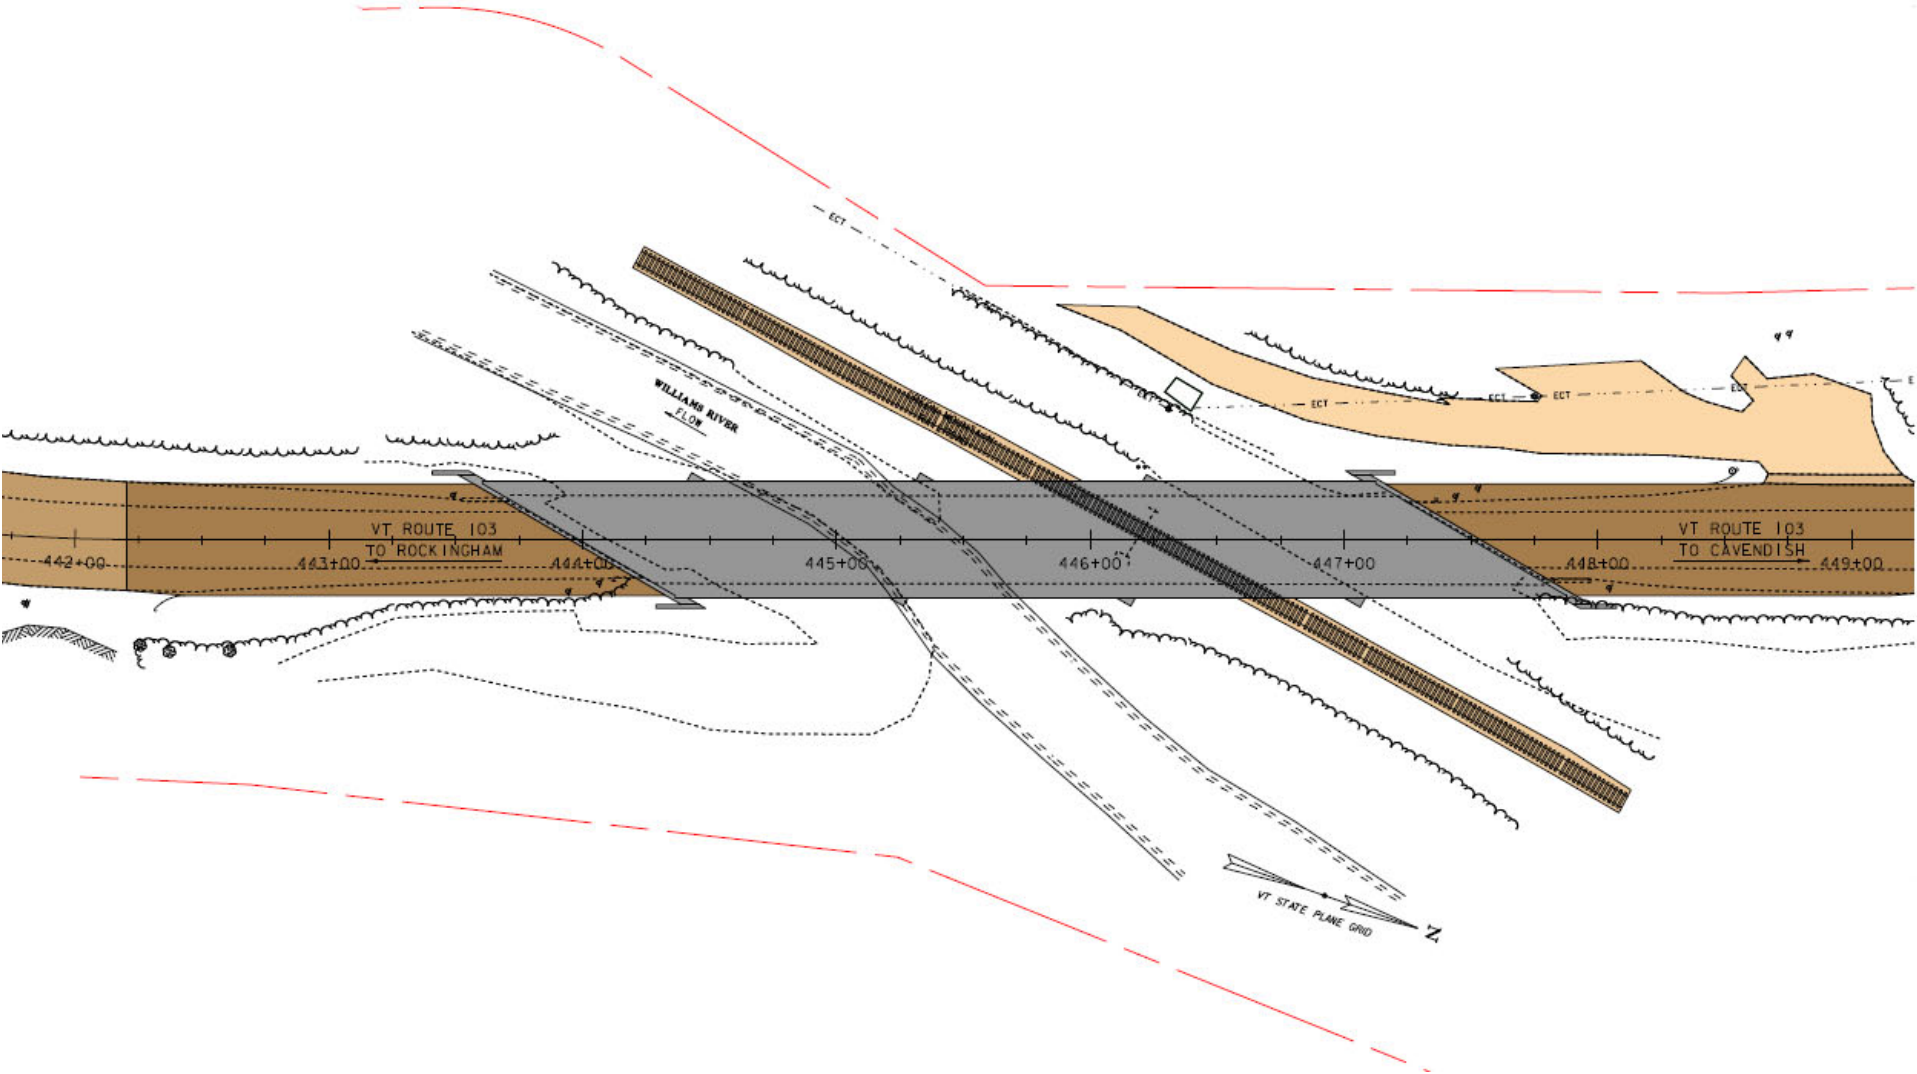 ECT
WILLIAMS RIVER
FLOW
ECT
ECT
ECT
ECT
VT ROUTE 103
TO ROCKINGHAM
VT ROUTE 103
TO CAVENDISH
442+00
443+00
444+00
445+00
446+00
447+00
448+00
449+00
VT STATE PLANE GRID
N